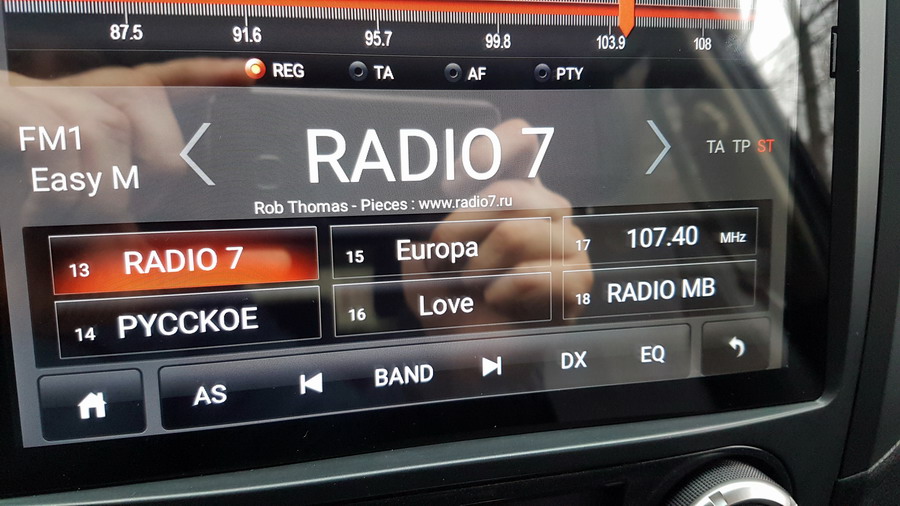 87.5 91.6 95.7 99.8 103.9 108
REG TA AF PTY
FM1
Easy M
RADIO 7
TA TP ST
Rob Thomas - Pieces : www.radio7.ru
13 RADIO 7
15 Europa
17 107.40 MHz
14 РУССКОЕ
16 Love
18 RADIO MB
AS BAND DX EQ